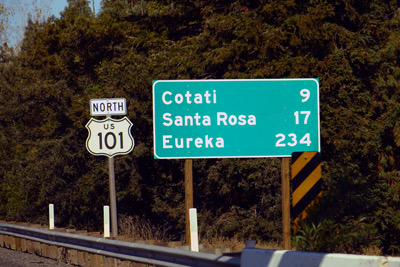 NORTH
US
101
Cotati 9
Santa Rosa 17
Eureka 234